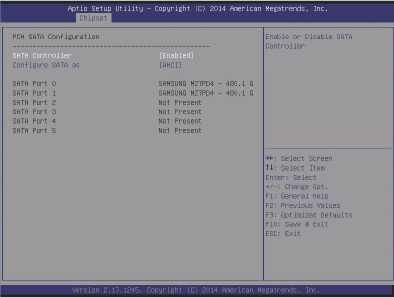 Aptio Setup Utility - Copyright (C) 2014 American Megatrends, Inc.
Chipset
PCH SATA Configuration
SATA Controller [Enabled]
Configure SATA as [AHCI]
SATA Port 0 SAMSUNG MZ7PD4 - 480.1 G
SATA Port 1 SAMSUNG MZ7PD4 - 480.1 G
SATA Port 2 Not Present
SATA Port 3 Not Present
SATA Port 4 Not Present
SATA Port 5 Not Present
Enable or Disable SATA
Controller
→←: Select Screen
↑↓: Select Item
Enter: Select
+/-: Change Opt.
F1: General Help
F2: Previous Values
F3: Optimized Defaults
F10: Save & Exit
ESC: Exit
Version 2.17.1245. Copyright (C) 2014 American Megatrends, Inc.